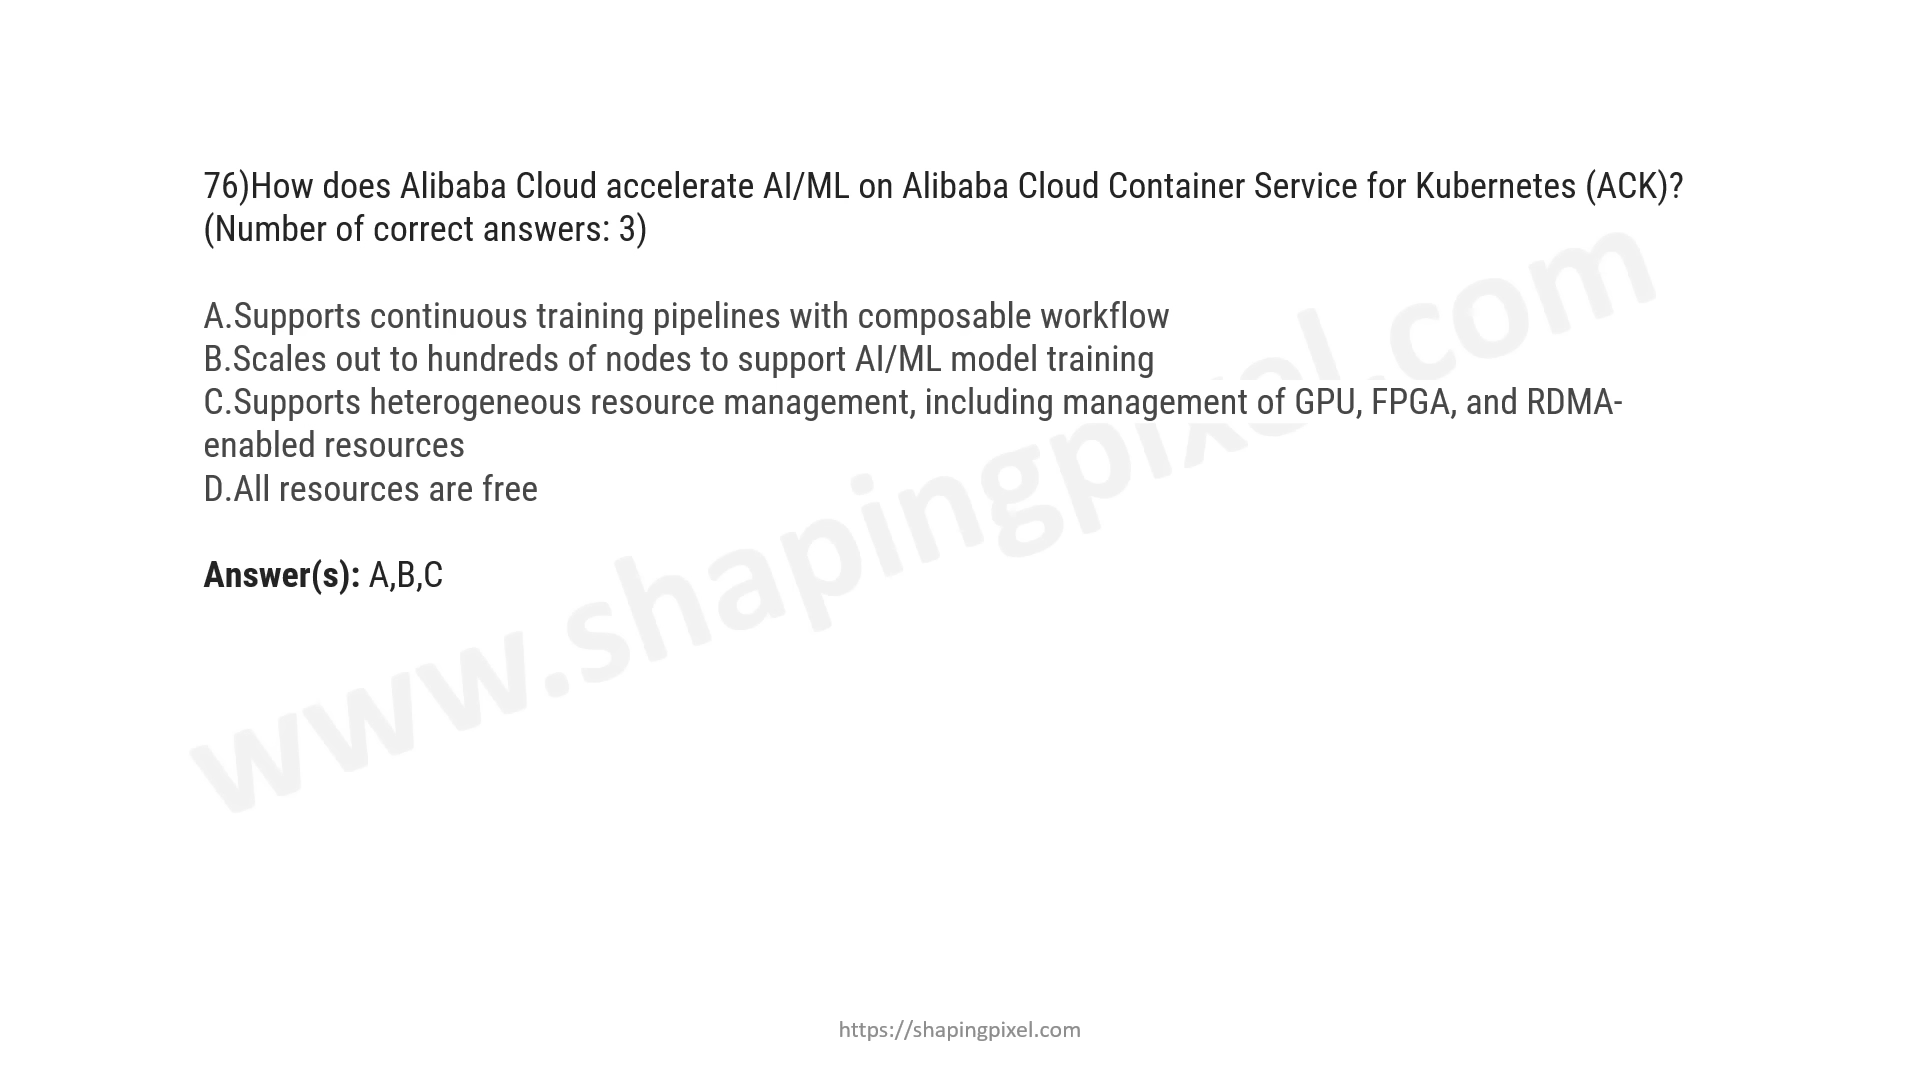 76)How does Alibaba Cloud accelerate AI/ML on Alibaba Cloud Container Service for Kubernetes (ACK)?
(Number of correct answers: 3)
A.Supports continuous training pipelines with composable workflow
B.Scales out to hundreds of nodes to support AI/ML model training
C.Supports heterogeneous resource management, including management of GPU, FPGA, and RDMA-
enabled resources
D.All resources are free
Answer(s): A,B,C
www.shapingpixel.com
https://shapingpixel.com